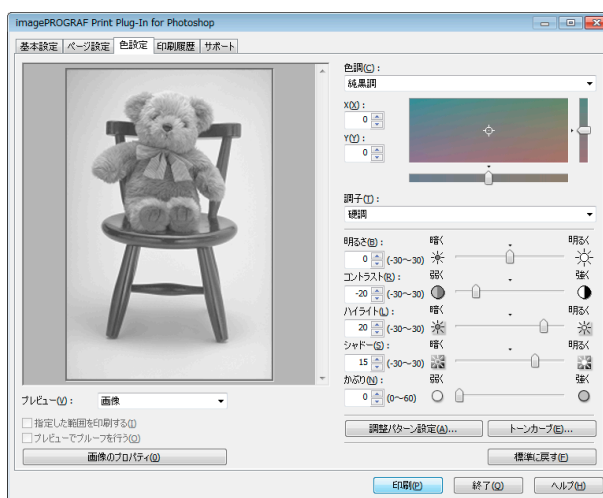 imagePROGRAF Print Plug-In for Photoshop
基本設定 ページ設定 色設定 印刷履歴 サポート
色調(C)：
純黒調
X(X)：
0
Y(Y)：
0
調子(T)：
硬調
明るさ(B)： 暗く 明るく
0 (-30～30)
コントラスト(R)： 弱く 強く
-20 (-30～30)
ハイライト(L)： 暗く 明るく
20 (-30～30)
シャドー(S)： 暗く 明るく
15 (-30～30)
かぶり(N)： 弱く 強く
0 (0～60)
プレビュー(V)： 画像
指定した範囲を印刷する(I)
プレビューでプルーフを行う(O)
画像のプロパティ(0)
調整パターン設定(A)... トーンカーブ(E)...
標準に戻す(F)
印刷(P) 終了(Q) ヘルプ(H)